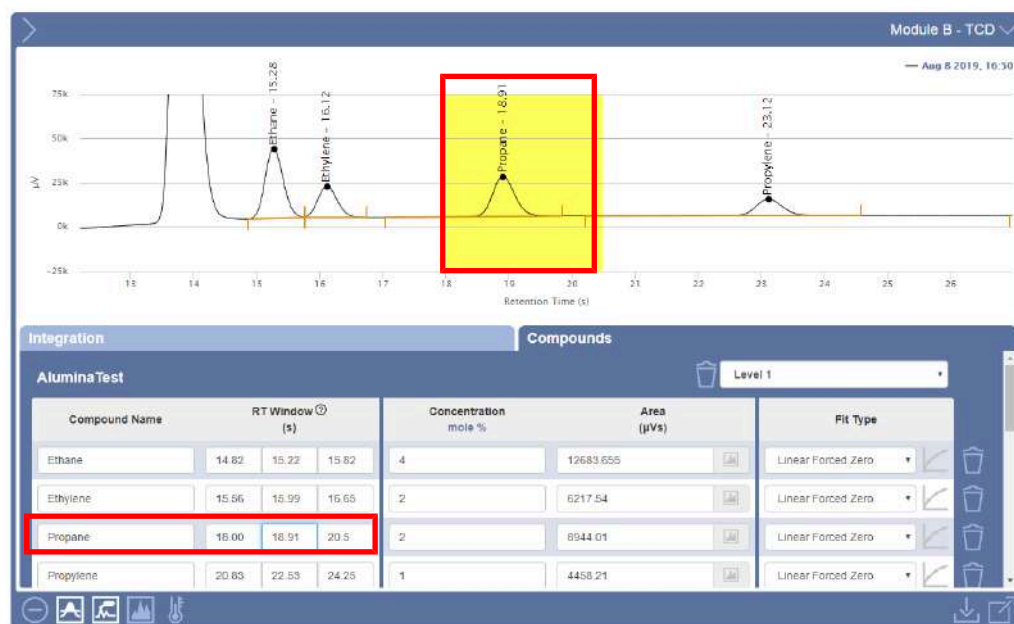 Module B - TCD
Aug 8 2019, 16:30
75k
50k
25k
0k
-25k
µV
Ethane - 15.28
Ethylene - 16.12
Propane - 18.91
Propylene - 23.12
13 14 15 16 17 18 19 20 21 22 23 24 25 26
Retention Time (s)
Integration
Compounds
AluminaTest
Level 1
Compound Name RT Window ? (s) Concentration mole % Area (µVs) Fit Type
Ethane 14.82 15.22 15.82 4 12683.655 Linear Forced Zero
Ethylene 15.56 15.99 16.65 2 6217.54 Linear Forced Zero
Propane 18.00 18.91 20.5 2 8944.01 Linear Forced Zero
Propylene 20.83 22.53 24.25 1 4458.21 Linear Forced Zero